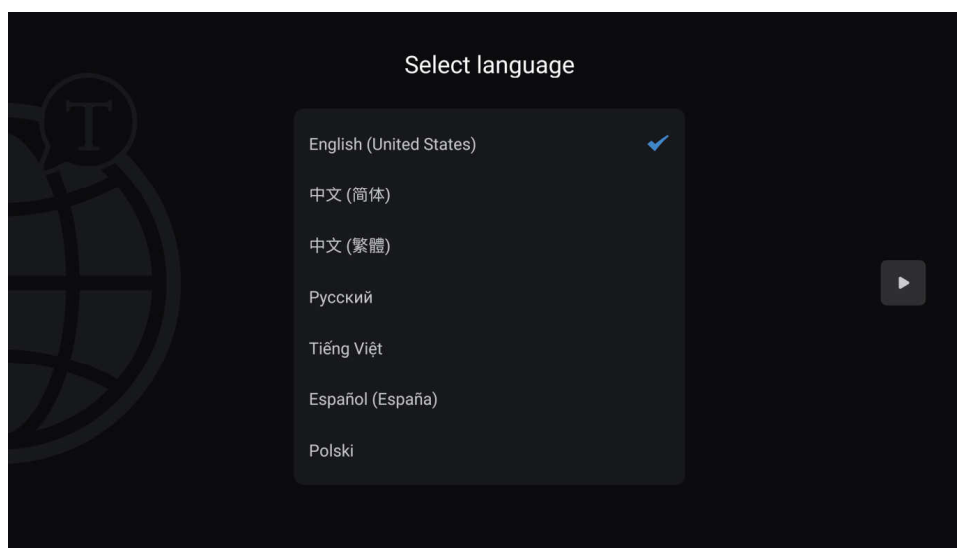 T
Select language
English (United States)
中文 (简体)
中文 (繁體)
Русский
Tiếng Việt
Español (España)
Polski